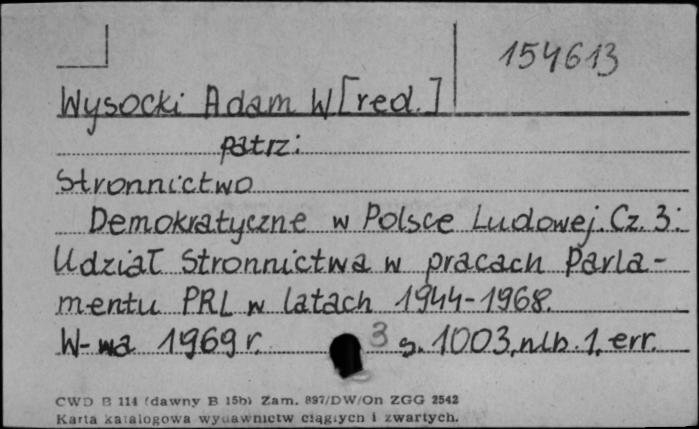 154613
Wysocki Adam W[red.]
patrz:
Stronnictwo
Demokratyczne w Polsce Ludowej. Cz. 3:
Udział Stronnictwa w pracach Parla-
mentu PRL w latach 1944-1968.
W-wa 1969 r. 3 s. 1003, nlb. 1, err.
CWD B 114 (dawny B 15b) Zam. 897/DW/On ZGG 2542
Karta katalogowa wydawnictw ciągłych i zwartych.